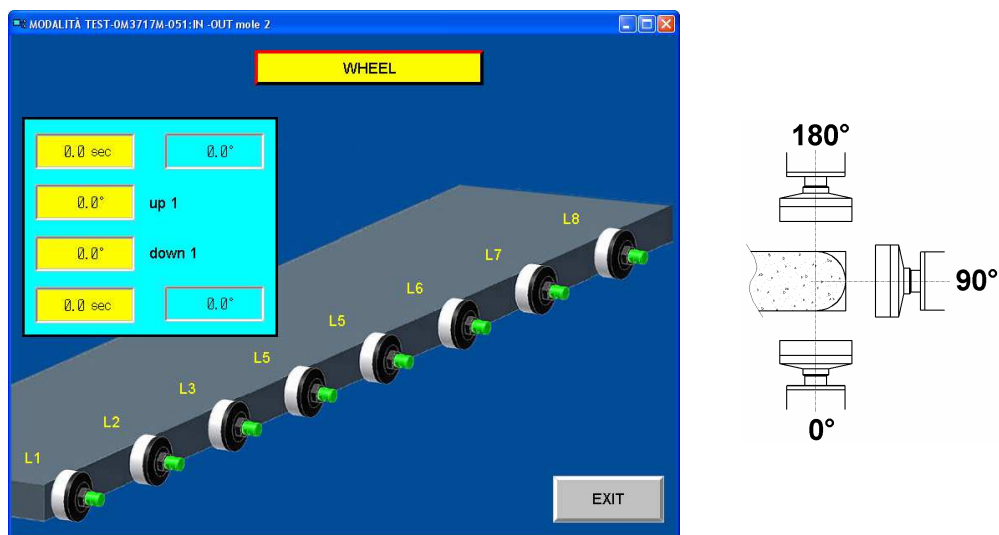 MODALITÀ TEST-0M3717M-051:IN -OUT mole 2
WHEEL
0.0 sec 0.0°
0.0° up 1
0.0° down 1
0.0 sec 0.0°
L8
L7
L6
L5
L5
L3
L2
L1
EXIT
180°
90°
0°